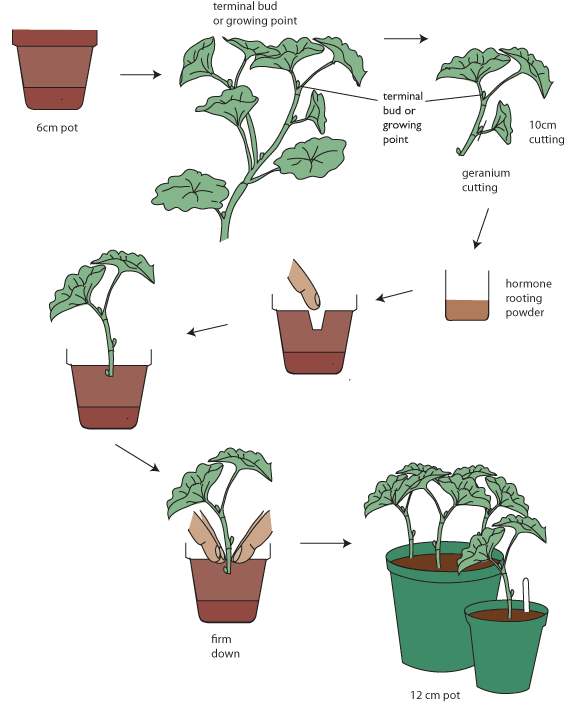 terminal bud
or growing point
6cm pot
terminal
bud or
growing
point
10cm
cutting
geranium
cutting
hormone
rooting
powder
firm
down
12 cm pot